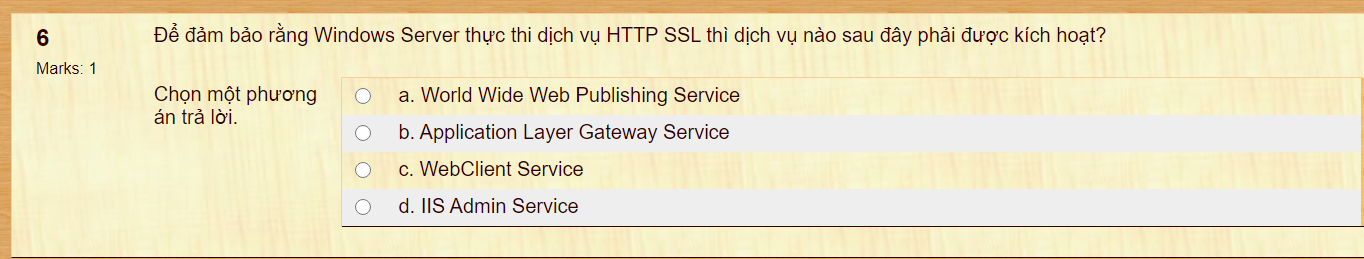 6
Marks: 1
Để đảm bảo rằng Windows Server thực thi dịch vụ HTTP SSL thì dịch vụ nào sau đây phải được kích hoạt?
Chọn một phương
án trả lời.
a. World Wide Web Publishing Service
b. Application Layer Gateway Service
c. WebClient Service
d. IIS Admin Service